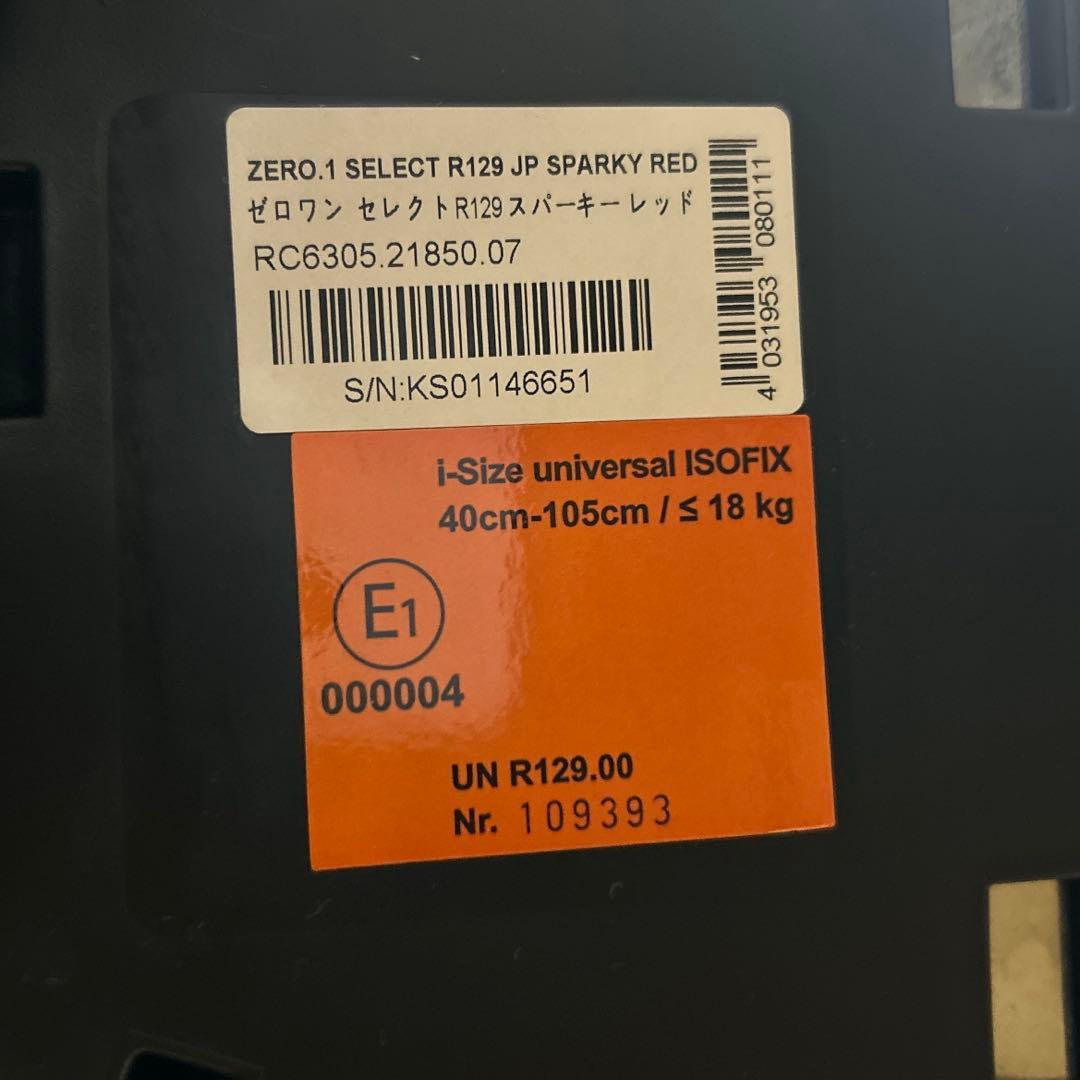 ZERO.1 SELECT R129 JP SPARKY RED
ゼロワン セレクトR129スパーキーレッド
RC6305.21850.07
S/N:KS01146651
4 031953 080111
i-Size universal ISOFIX
40cm-105cm / ≤ 18 kg
E1
000004
UN R129.00
Nr. 109393